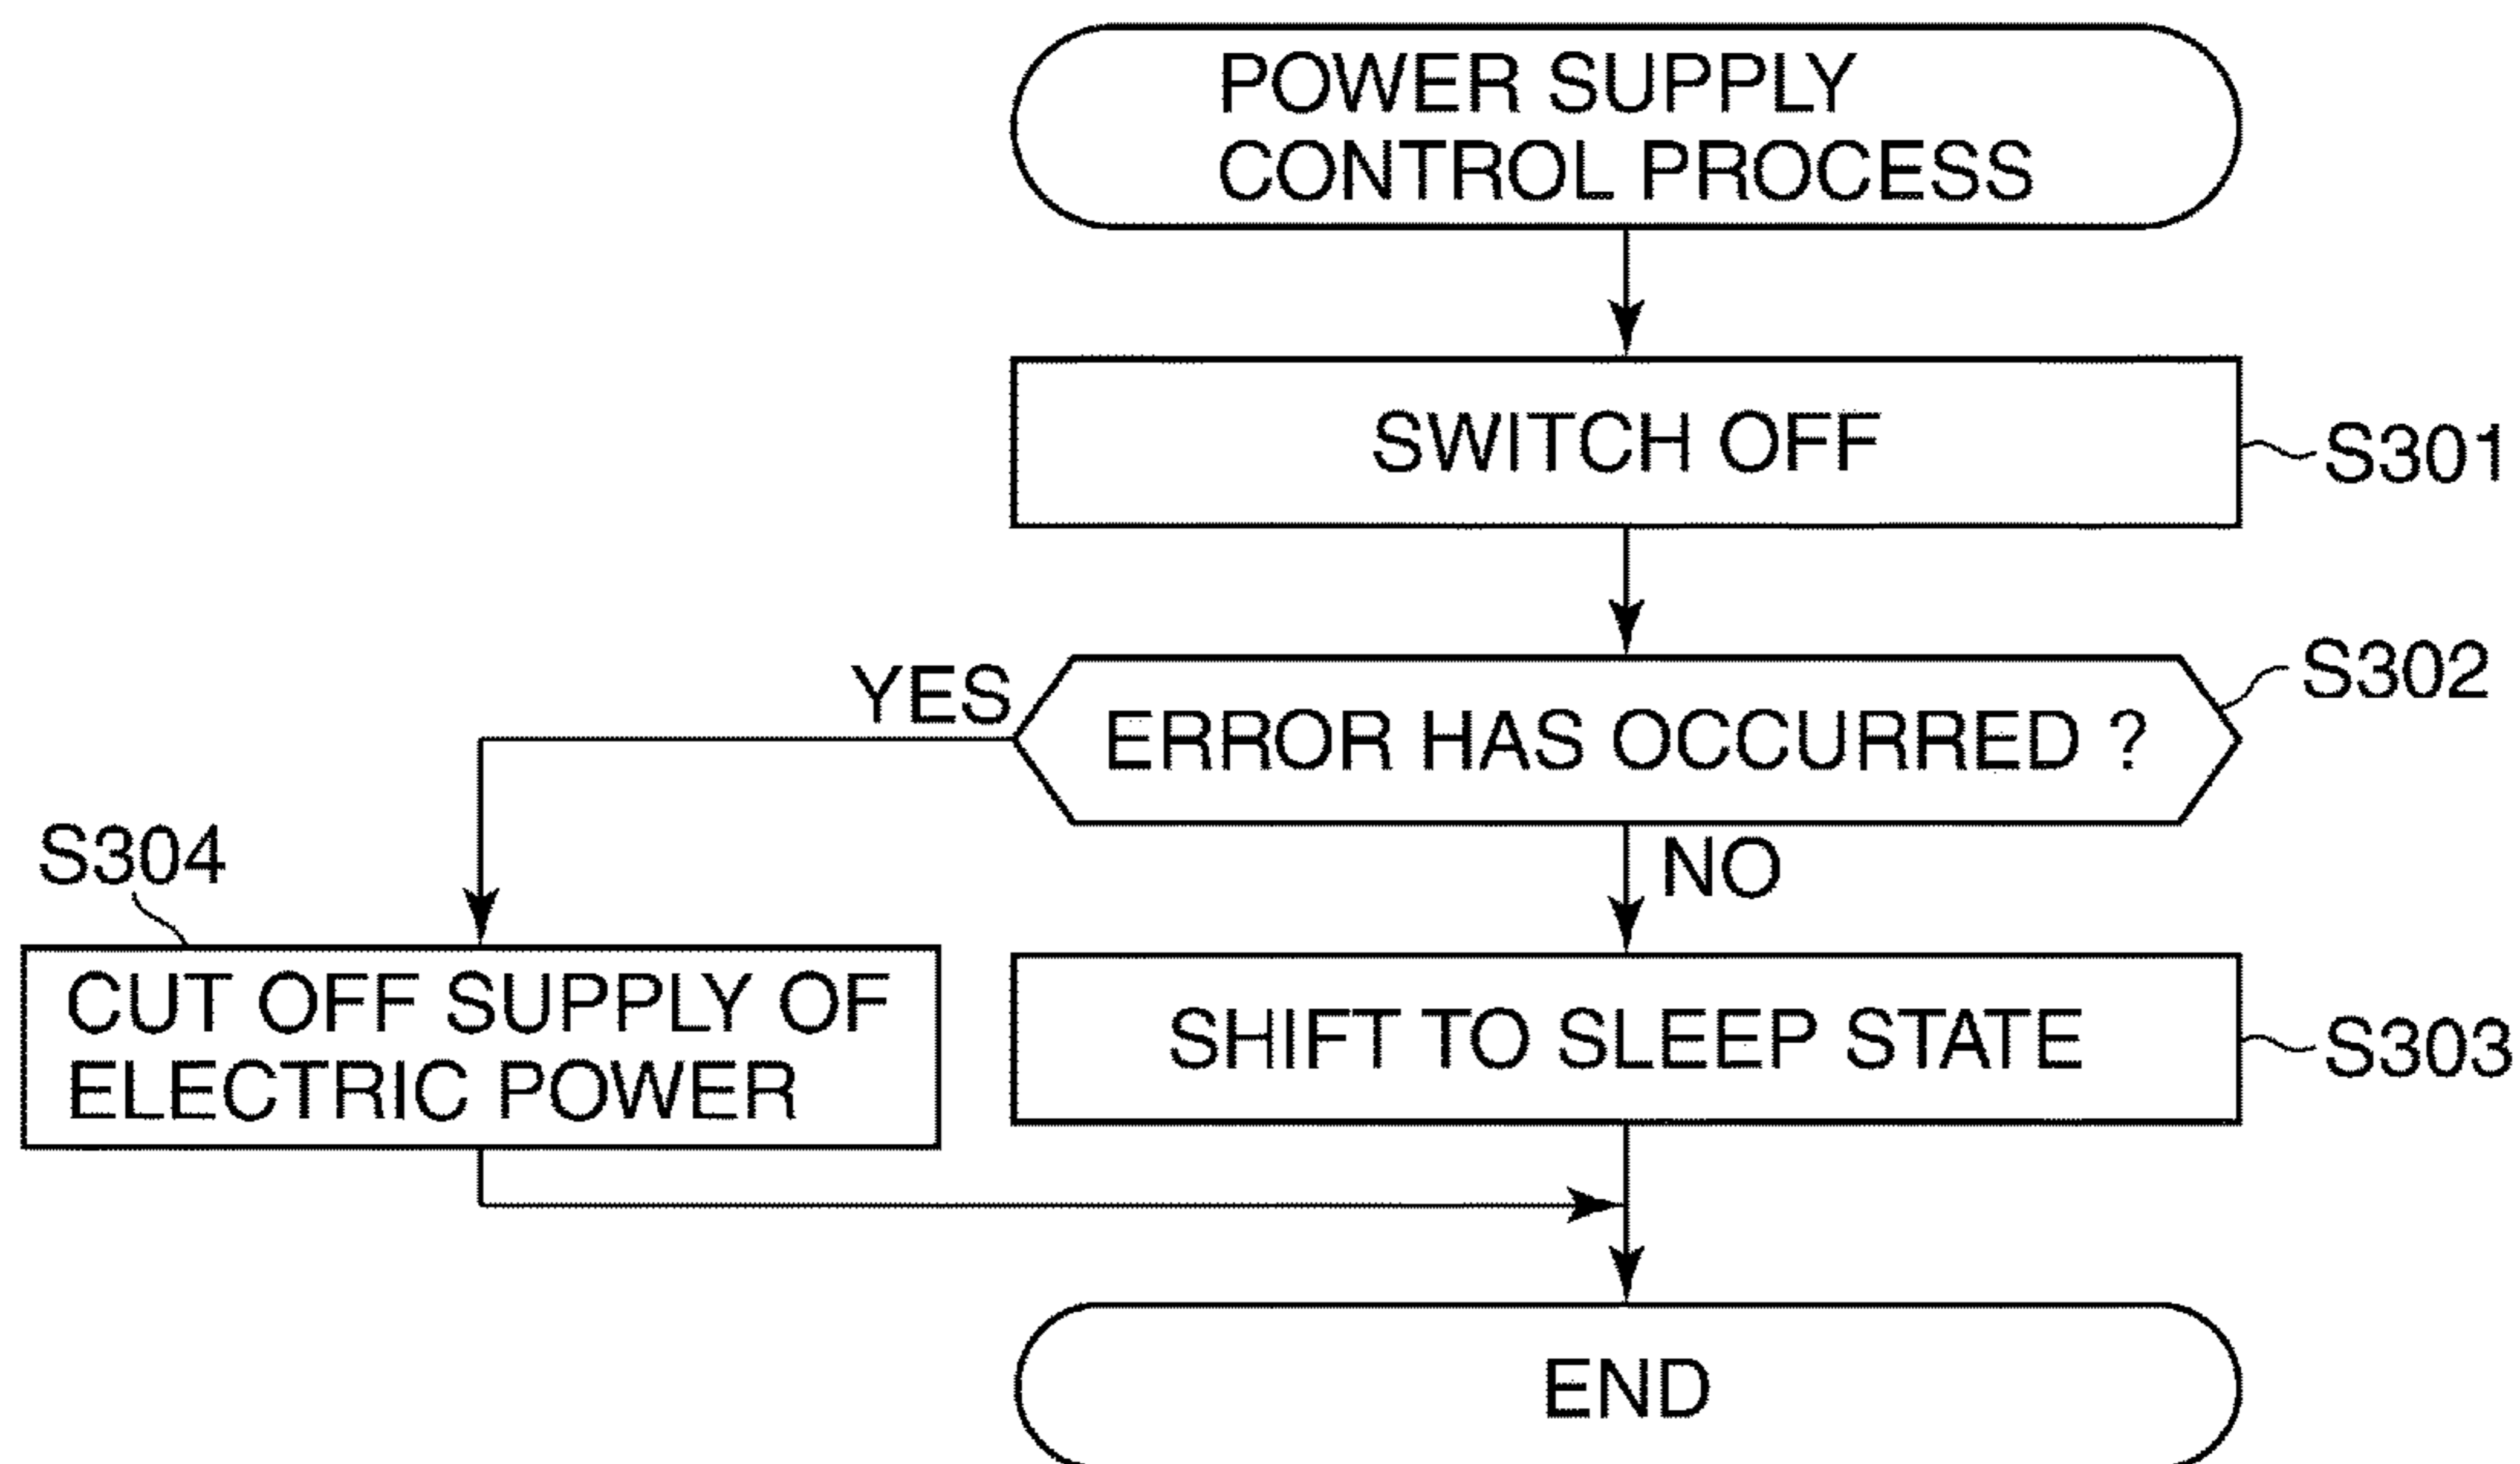 POWER SUPPLY
CONTROL PROCESS
SWITCH OFF
S301
S302
YES
ERROR HAS OCCURRED ?
NO
S304
CUT OFF SUPPLY OF
ELECTRIC POWER
SHIFT TO SLEEP STATE
S303
END